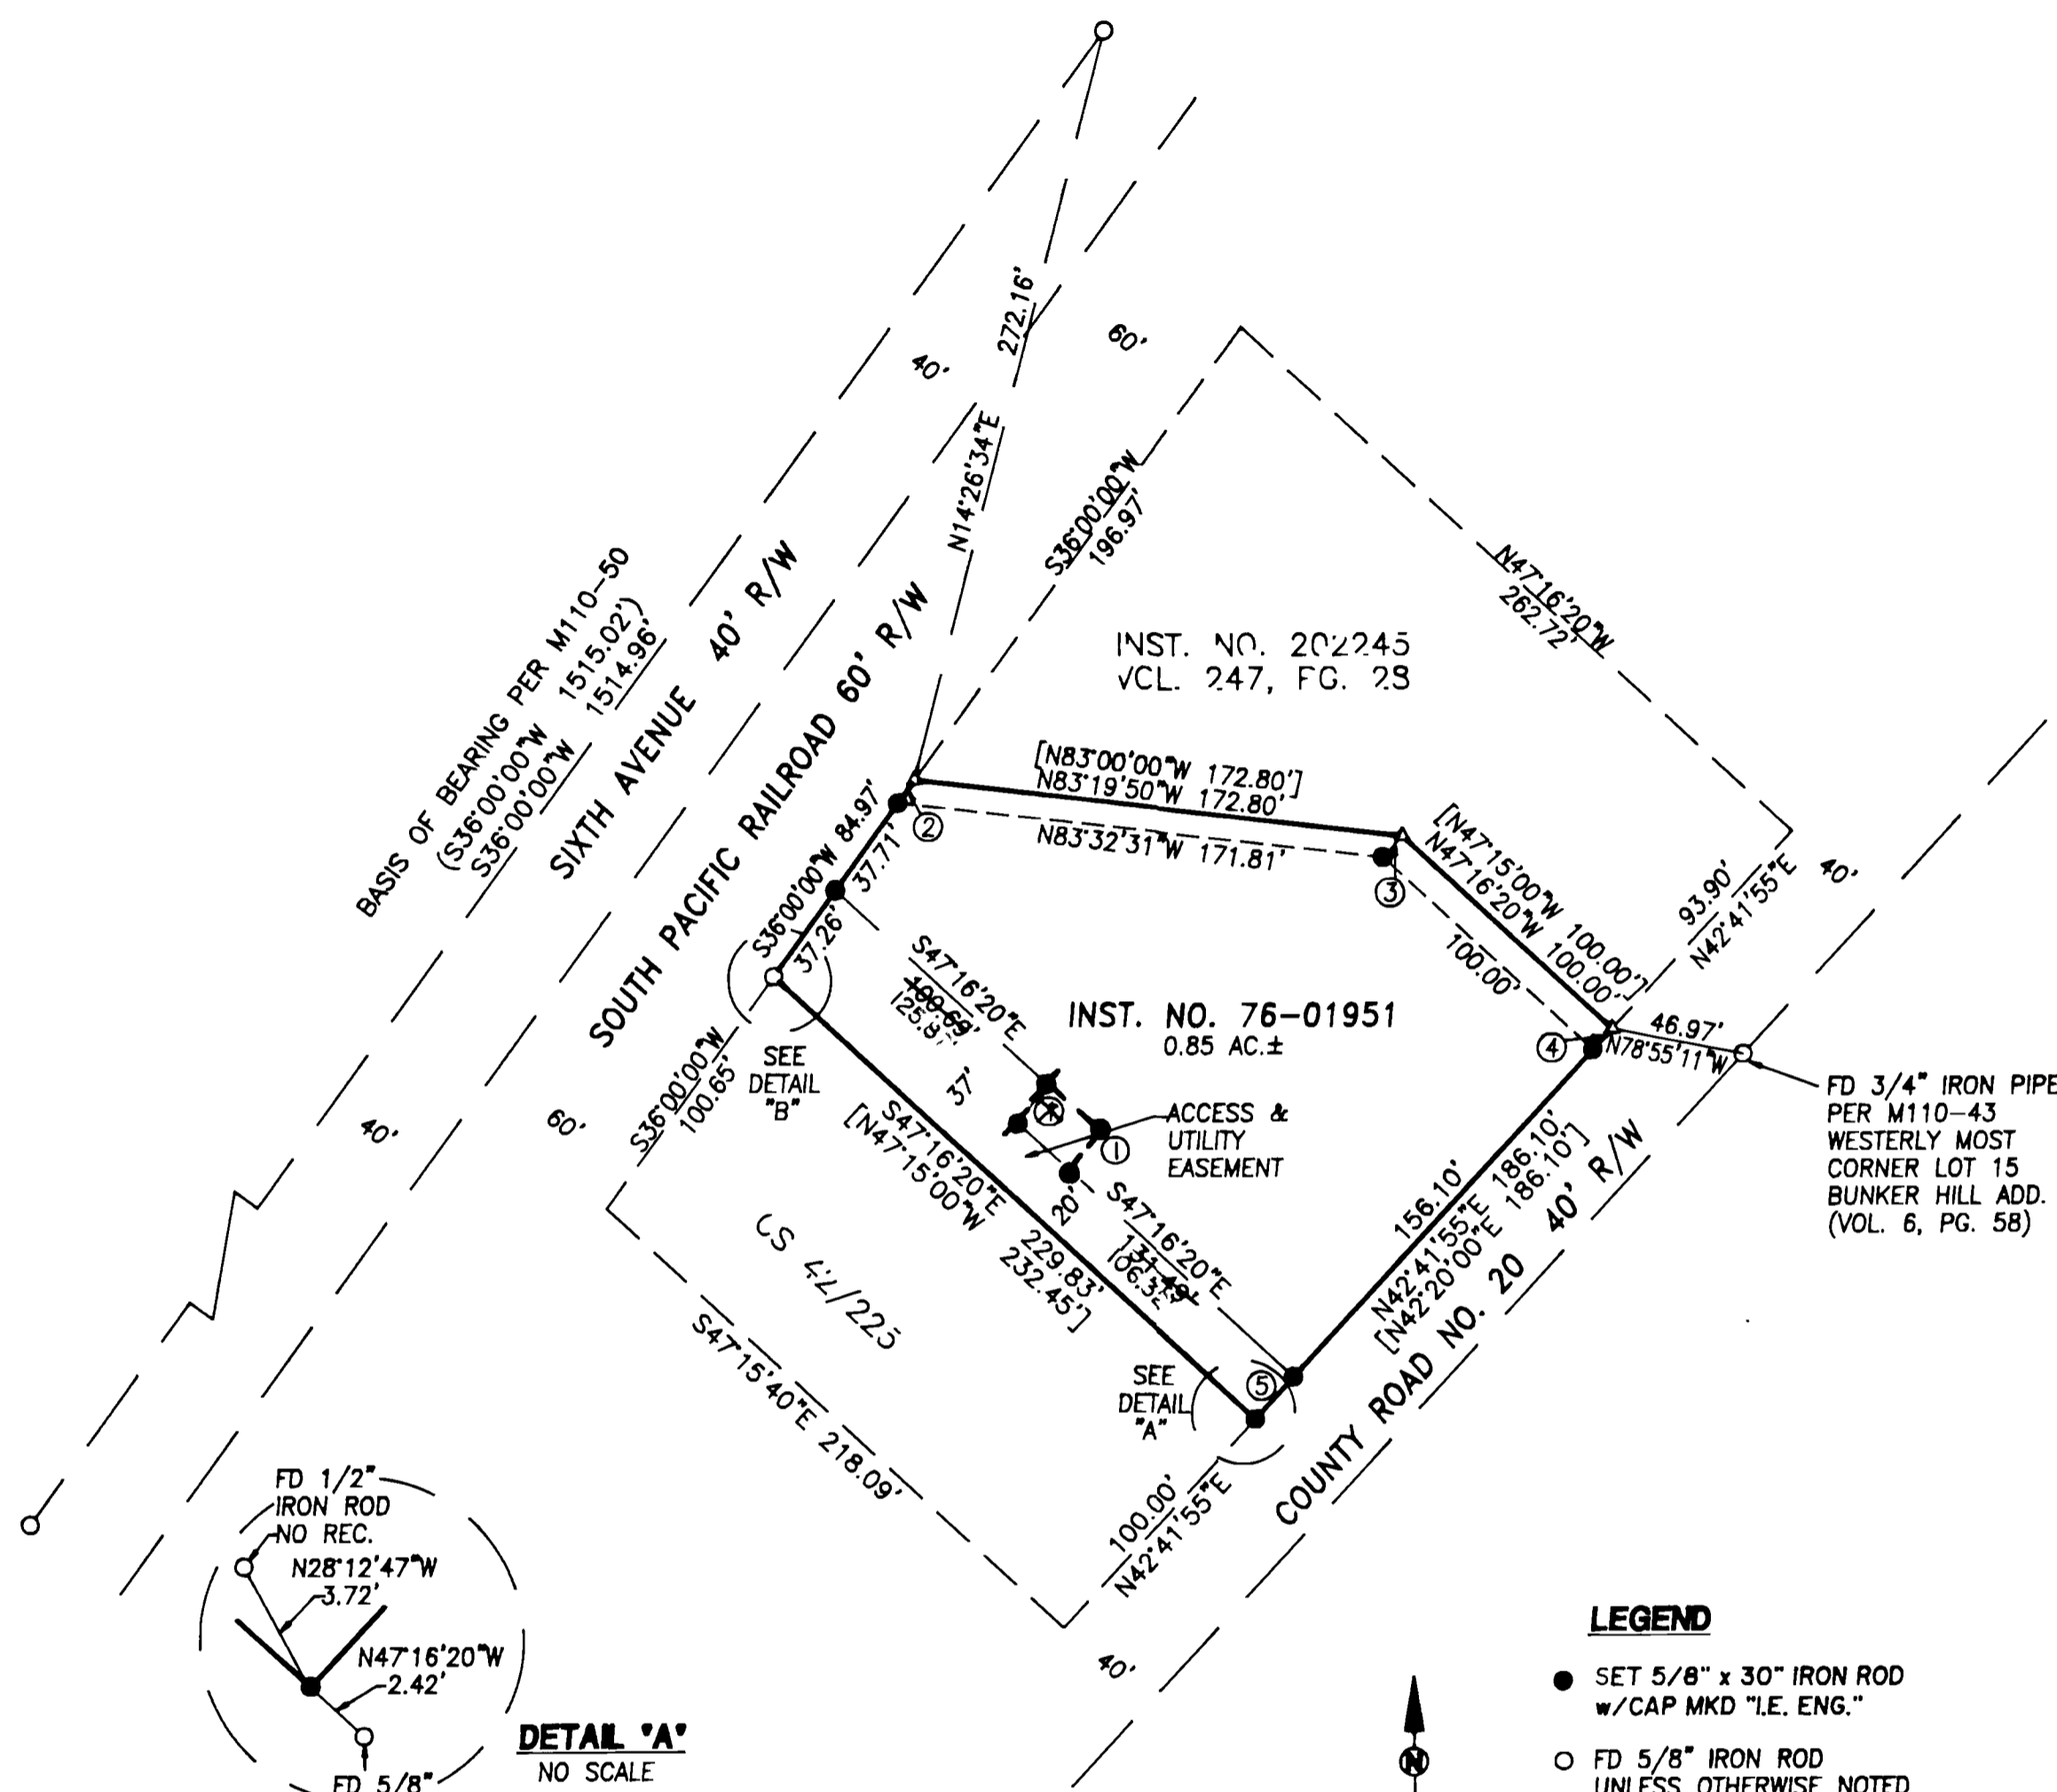 272.16'
N14°26'34"E
40'
60'
S36°00'00"W
196.97'
N47°16'20"W
262.72'
BASIS OF BEARING PER M110-50
(S36°00'00"W 1515.02')
S36°00'00"W 1514.96'
SIXTH AVENUE 40' R/W
SOUTH PACIFIC RAILROAD 60' R/W
INST. NO. 202245
VOL. 247, PG. 28
[N83°00'00"W 172.80']
N83°19'50"W 172.80'
N83°32'31"W 171.81'
2
3
[N47°15'00"W 100.00']
N47°16'20"W 100.00'
100.00'
93.90'
N42°41'55"E
40'
S36°00'00"W 84.97'
37.71'
37.26'
S47°16'20"E
100.69'
INST. NO. 76-01951
0.85 AC.±
46.97'
N78°55'11"W
4
FD 3/4" IRON PIPE
PER M110-43
WESTERLY MOST
CORNER LOT 15
BUNKER HILL ADD.
(VOL. 6, PG. 58)
SEE
DETAIL
"B"
37'
ACCESS &
UTILITY
EASEMENT
1
20'
S36°00'00"W
100.65'
40'
60'
S47°16'20"E 229.83'
[N47°15'00"W 232.45']
S47°16'20"E
CS 42/225
156.10'
N42°41'55"E 186.10'
[N42°20'00"E 186.10']
COUNTY ROAD NO. 20 40' R/W
S47°15'40"E 218.09'
SEE
DETAIL
"A"
5
100.00'
N42°41'55"E
40'
FD 1/2"
IRON ROD
NO REC.
N28°12'47"W
3.72'
N47°16'20"W
2.42'
FD 5/8"
DETAIL "A"
NO SCALE
N
LEGEND
SET 5/8" x 30" IRON ROD
w/CAP MKD "I.E. ENG."
FD 5/8" IRON ROD
UNLESS OTHERWISE NOTED